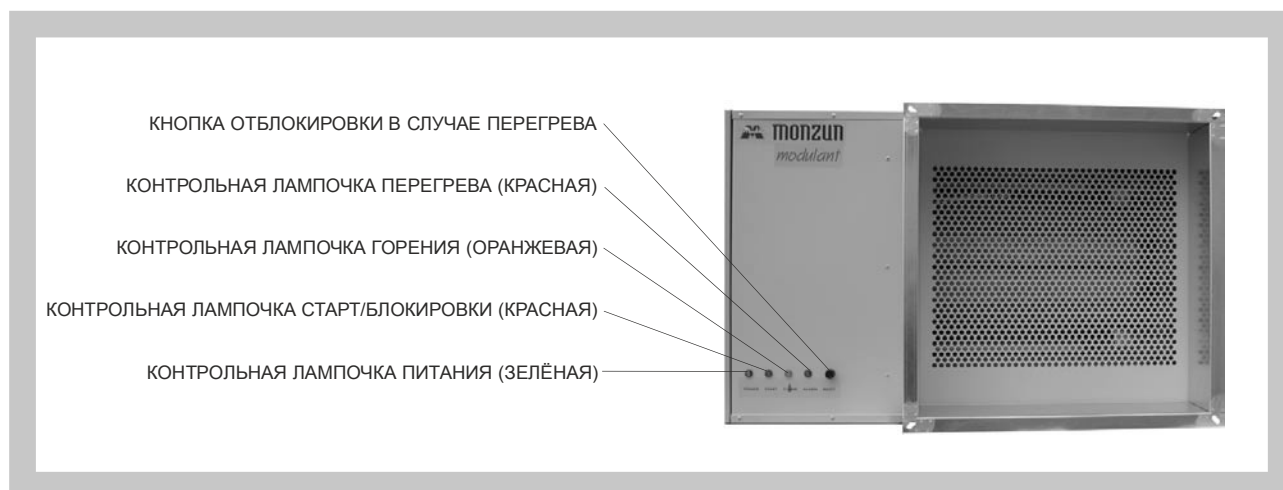 КНОПКА ОТБЛОКИРОВКИ В СЛУЧАЕ ПЕРЕГРЕВА
КОНТРОЛЬНАЯ ЛАМПОЧКА ПЕРЕГРЕВА (КРАСНАЯ)
КОНТРОЛЬНАЯ ЛАМПОЧКА ГОРЕНИЯ (ОРАНЖЕВАЯ)
КОНТРОЛЬНАЯ ЛАМПОЧКА СТАРТ/БЛОКИРОВКИ (КРАСНАЯ)
КОНТРОЛЬНАЯ ЛАМПОЧКА ПИТАНИЯ (ЗЕЛЁНАЯ)
monzun
modulant